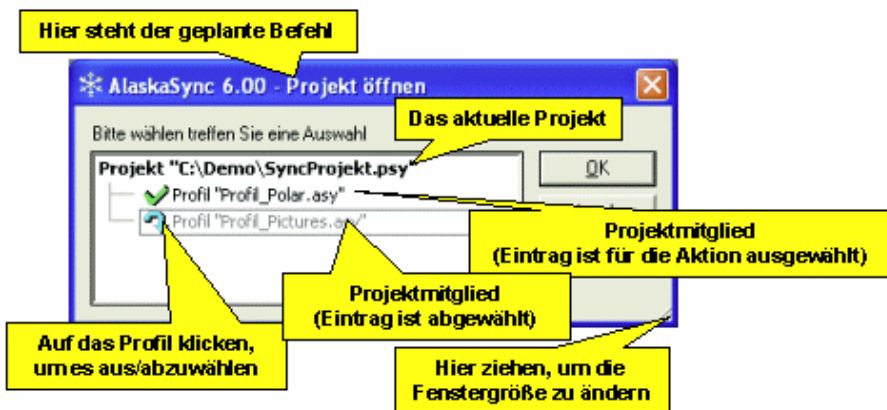 Hier steht der geplante Befehl
AlaskaSync 6.00 - Projekt öffnen
Bitte wählen treffen Sie eine Auswahl
Das aktuelle Projekt
Projekt "C:\Demo\SyncProjekt.psy"
OK
Profil "Profil_Polar.asy"
Profil "Profil_Pictures.asy"
Projektmitglied
(Eintrag ist für die Aktion ausgewählt)
Projektmitglied
(Eintrag ist abgewählt)
Auf das Profil klicken,
um es aus/abzuwählen
Hier ziehen, um die
Fenstergröße zu ändern